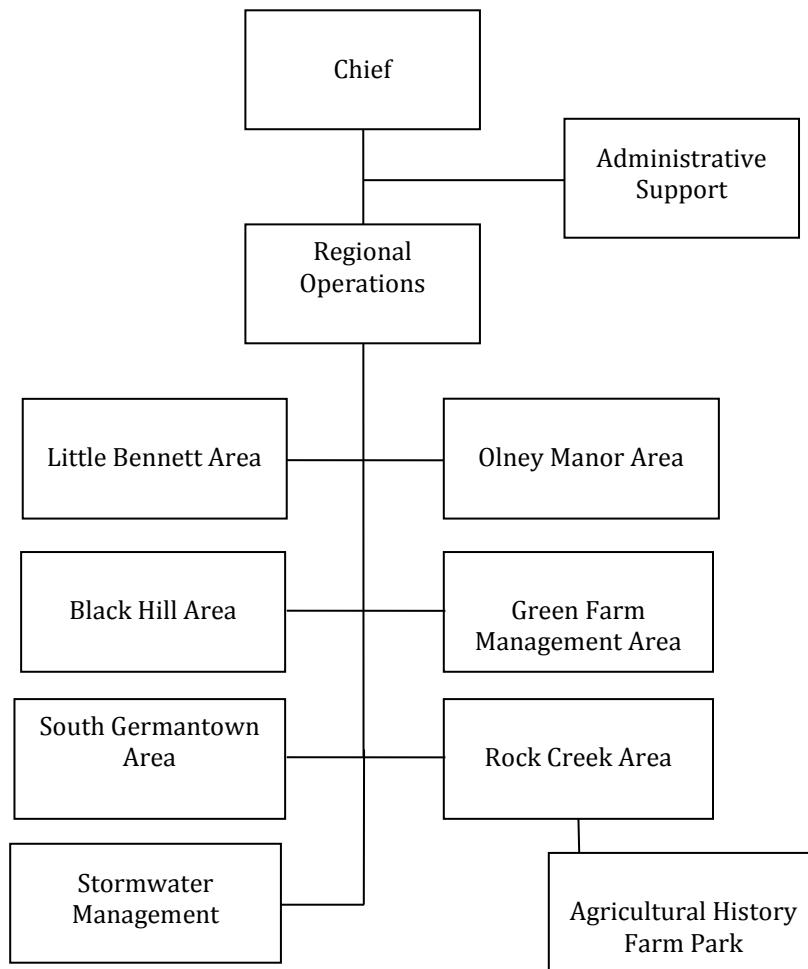 Chief
Administrative
Support
Regional
Operations
Little Bennett Area
Olney Manor Area
Black Hill Area
Green Farm
Management Area
South Germantown
Area
Rock Creek Area
Stormwater
Management
Agricultural History
Farm Park